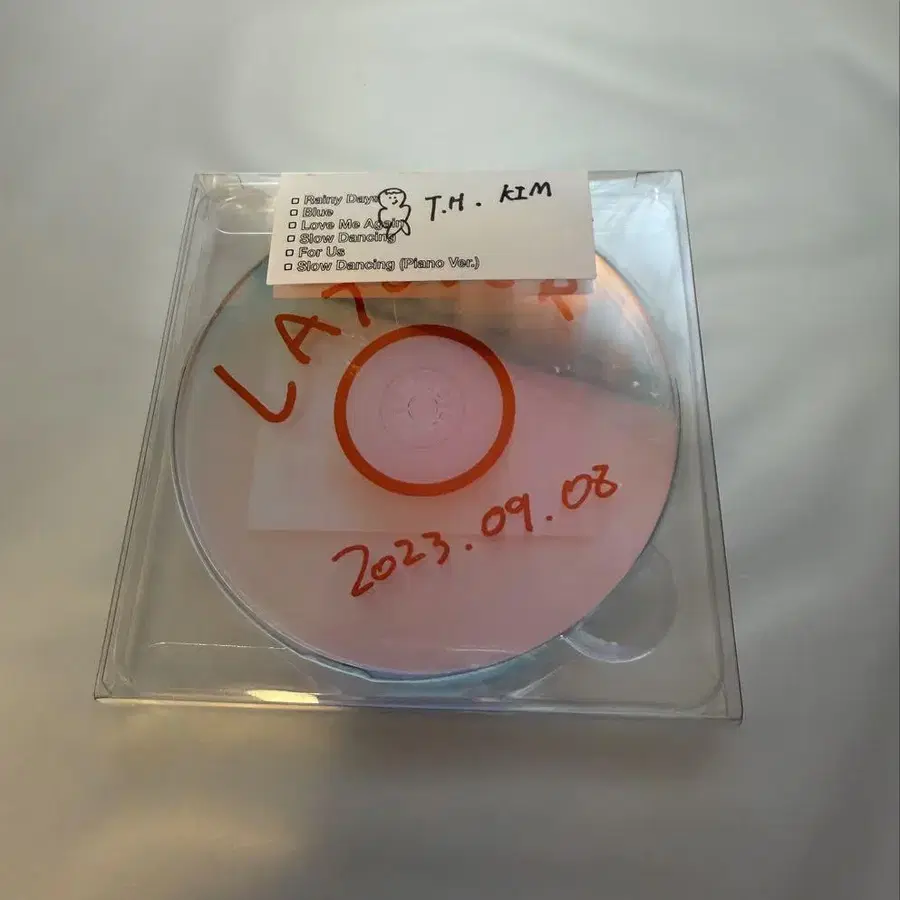 Rainy Days
Blue
Love Me Again
Slow Dancing
For Us
Slow Dancing (Piano Ver.)
T.H. KIM
2023.09.08